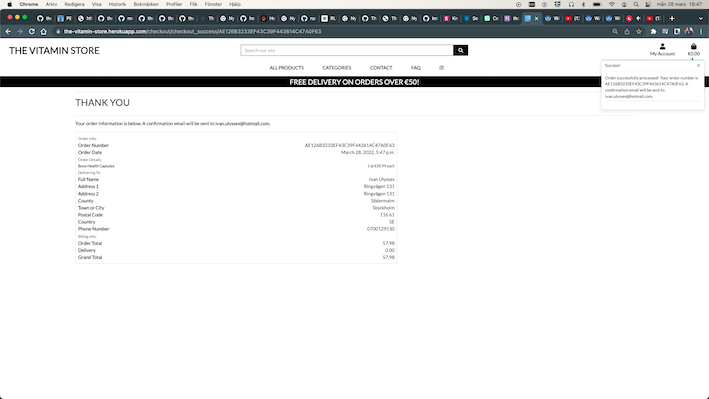 Chrome Arkiv Redigera Visa Historik Bokmärken Profiler Flik Fönster Hjälp
mån 28 mars 19:47
the-vitamin-store.herokuapp.com/checkout/checkout_success/AE126B3233EF43C39F443614C47A0F63
THE VITAMIN STORE
Search our site
My Account
€0.00
ALL PRODUCTS CATEGORIES CONTACT FAQ
FREE DELIVERY ON ORDERS OVER €50!
Success!
Order successfully processed! Your order number is
AE126B3233EF43C39F443614C47A0F63. A
confirmation email will be sent to
ivan.ulysses@hotmail.com.
THANK YOU
Your order information is below. A confirmation email will be sent to ivan.ulysses@hotmail.com.
Order Info:
Order Number AE126B3233EF43C39F443614C47A0F63
Order Date March 28, 2022, 5:47 p.m.
Order Details:
Bone Health Capsules 2 @ €28.99 each
Delivering To:
Full Name Ivan Ulysses
Address 1 Ringvägen 131
Address 2 Ringvägen 131
County Södermalm
Town or City Stockholm
Postal Code 116 61
Country SE
Phone Number 0700129130
Billing Info:
Order Total 57.98
Delivery 0.00
Grand Total 57.98